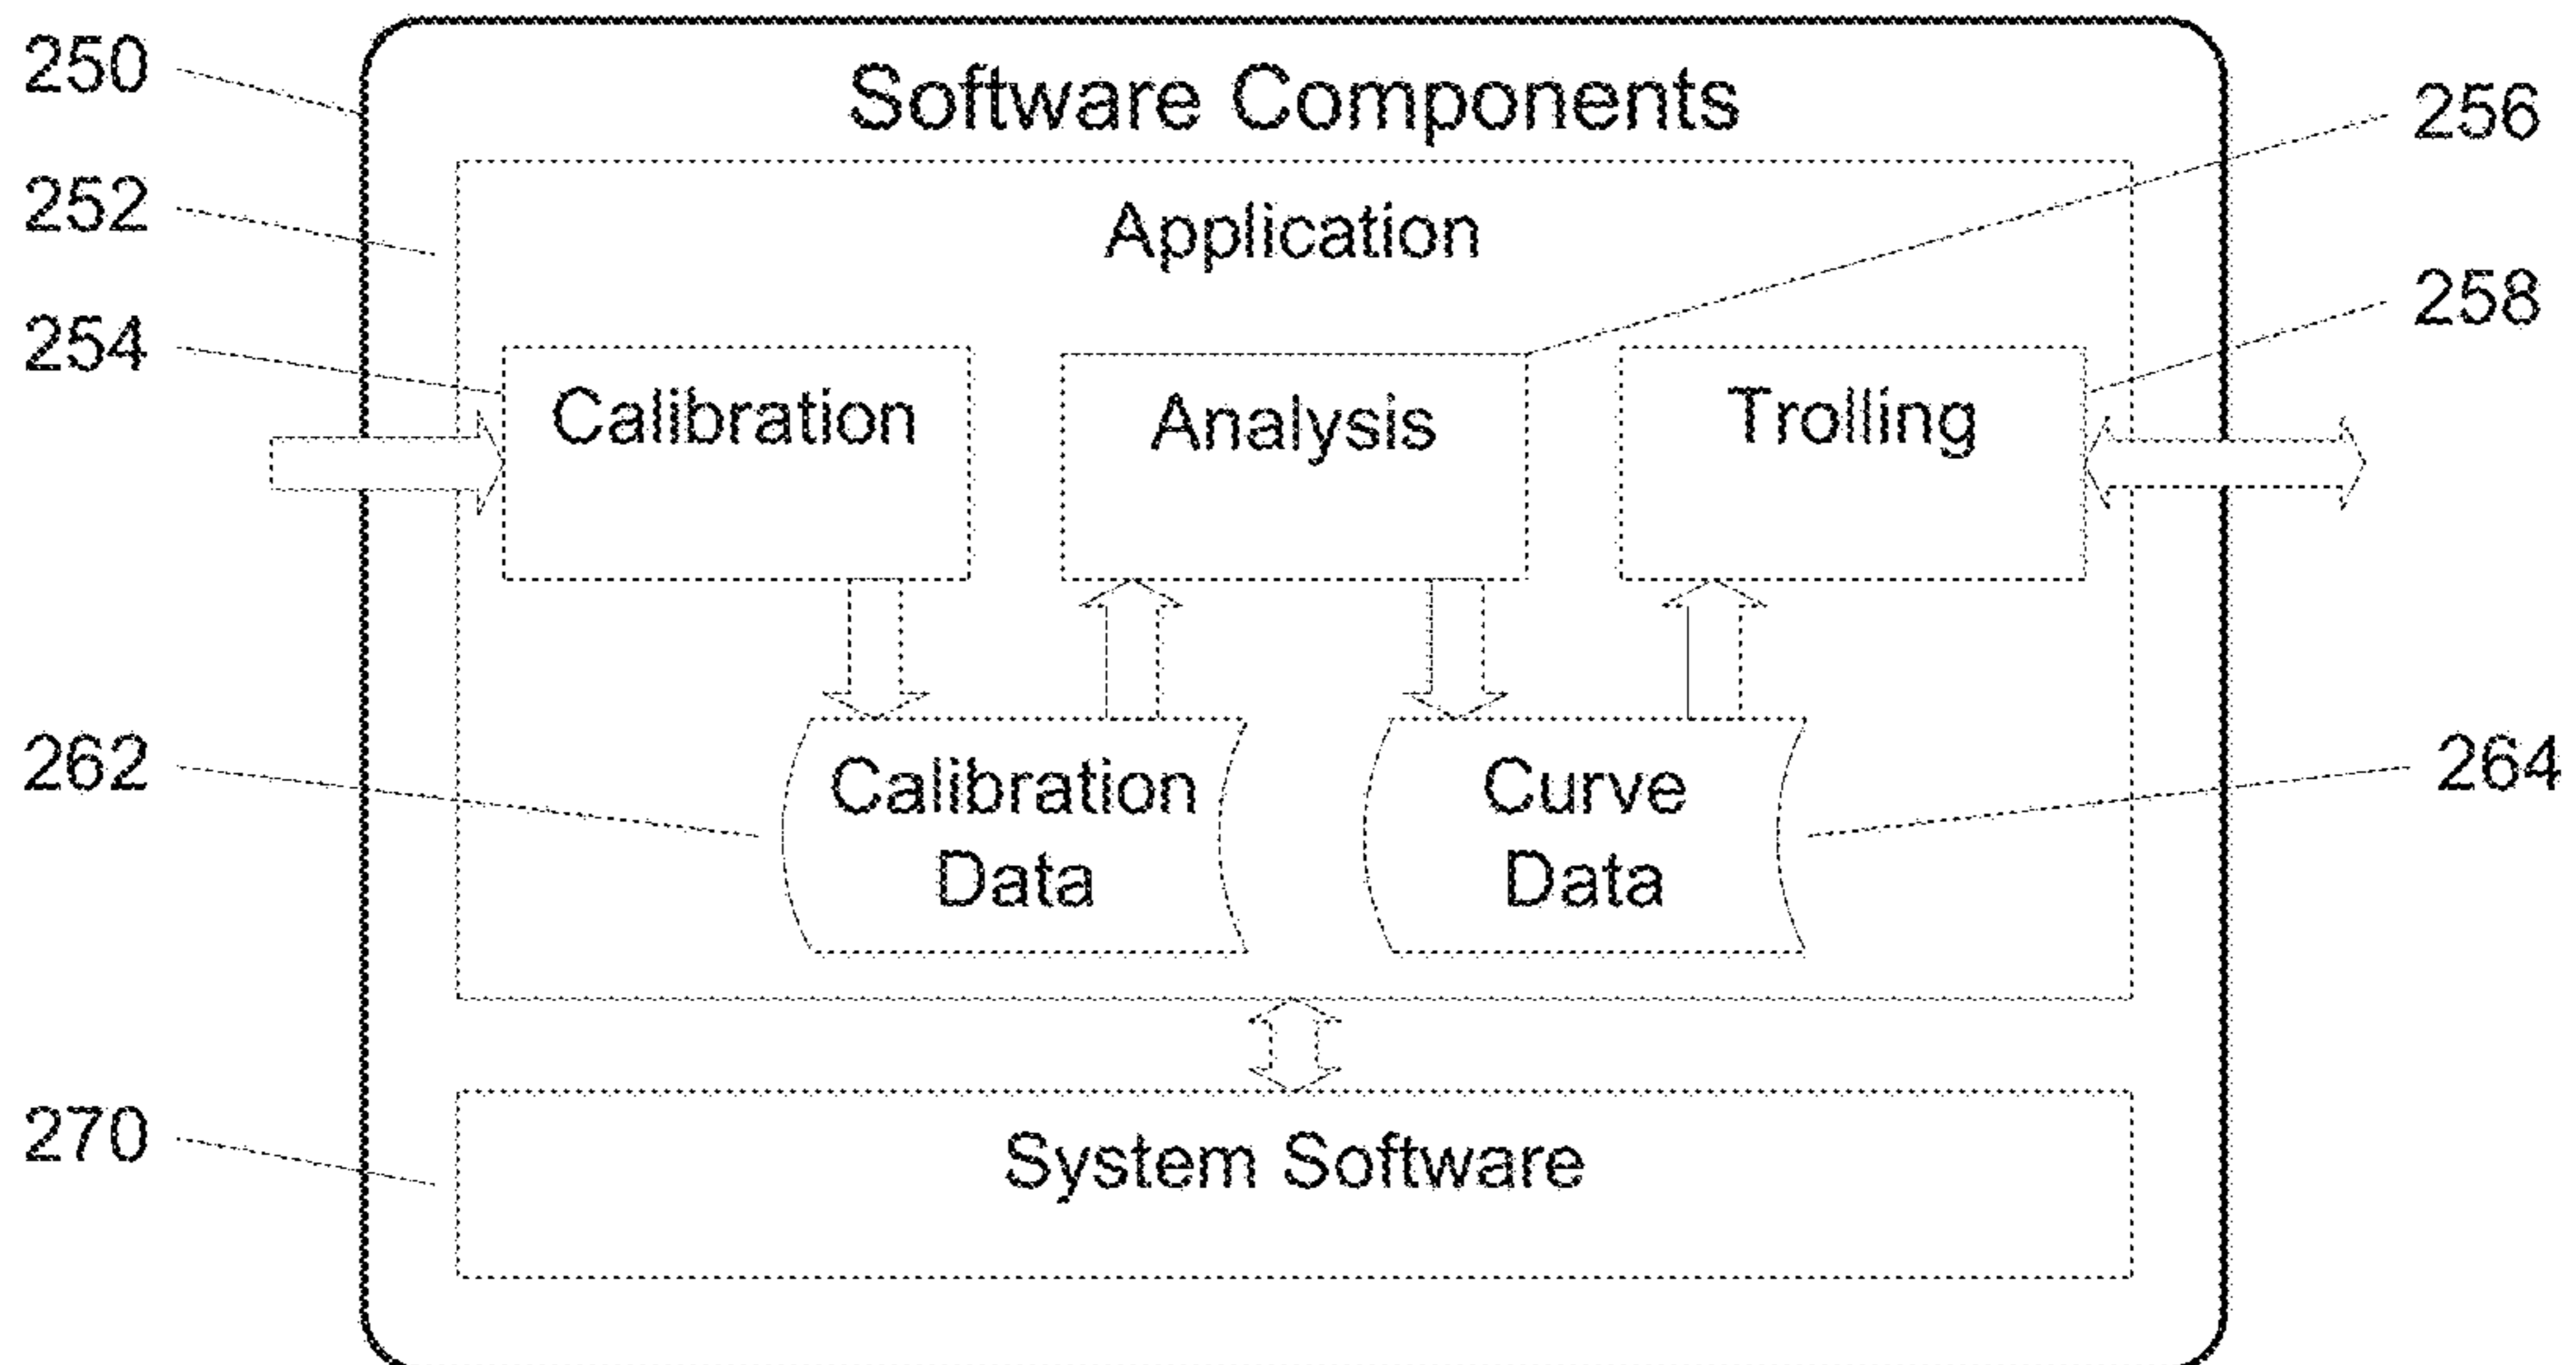 250
Software Components
256
252
Application
258
254
Calibration
Analysis
Trolling
262
Calibration
Data
Curve
Data
264
270
System Software